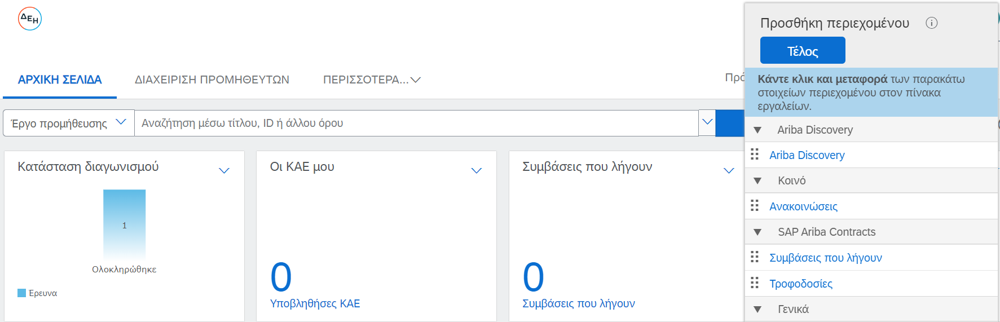 ΔΕΗ
ΑΡΧΙΚΗ ΣΕΛΙΔΑ
ΔΙΑΧΕΙΡΙΣΗ ΠΡΟΜΗΘΕΥΤΩΝ
ΠΕΡΙΣΣΟΤΕΡΑ...
Πρό
Έργο προμήθευσης
Αναζήτηση μέσω τίτλου, ID ή άλλου όρου
Κατάσταση διαγωνισμού
1
Ολοκληρώθηκε
Έρευνα
Οι ΚΑΕ μου
0
Υποβληθήσες ΚΑΕ
Συμβάσεις που λήγουν
0
Συμβάσεις που λήγουν
Προσθήκη περιεχομένου
Τέλος
Κάντε κλικ και μεταφορά των παρακάτω
στοιχείων περιεχομένου στον πίνακα
εργαλείων.
Ariba Discovery
Ariba Discovery
Κοινό
Ανακοινώσεις
SAP Ariba Contracts
Συμβάσεις που λήγουν
Τροφοδοσίες
Γενικά